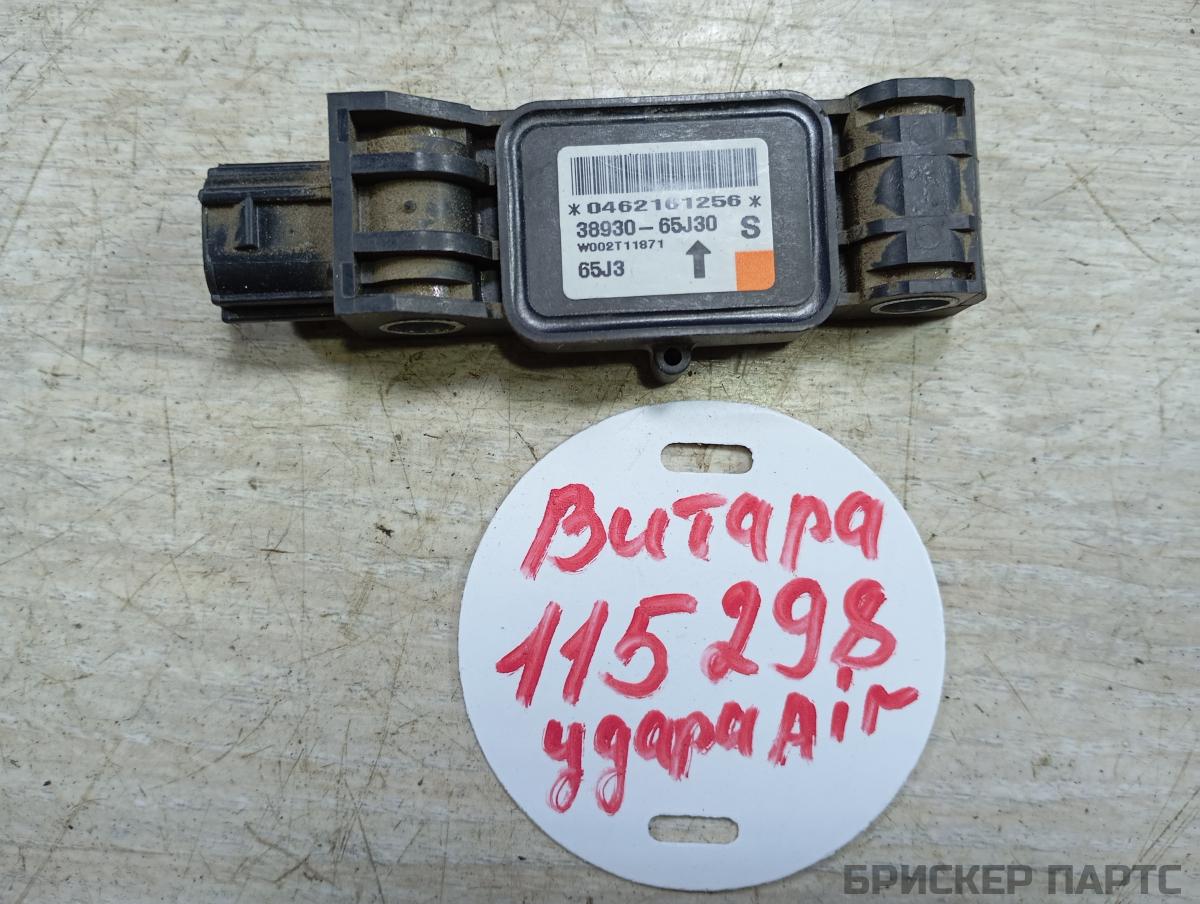 *0462161256*
38930-65J30 S
W002T11871
65J3
Витара
115298
удара Air
БРИСКЕР ПАРТС